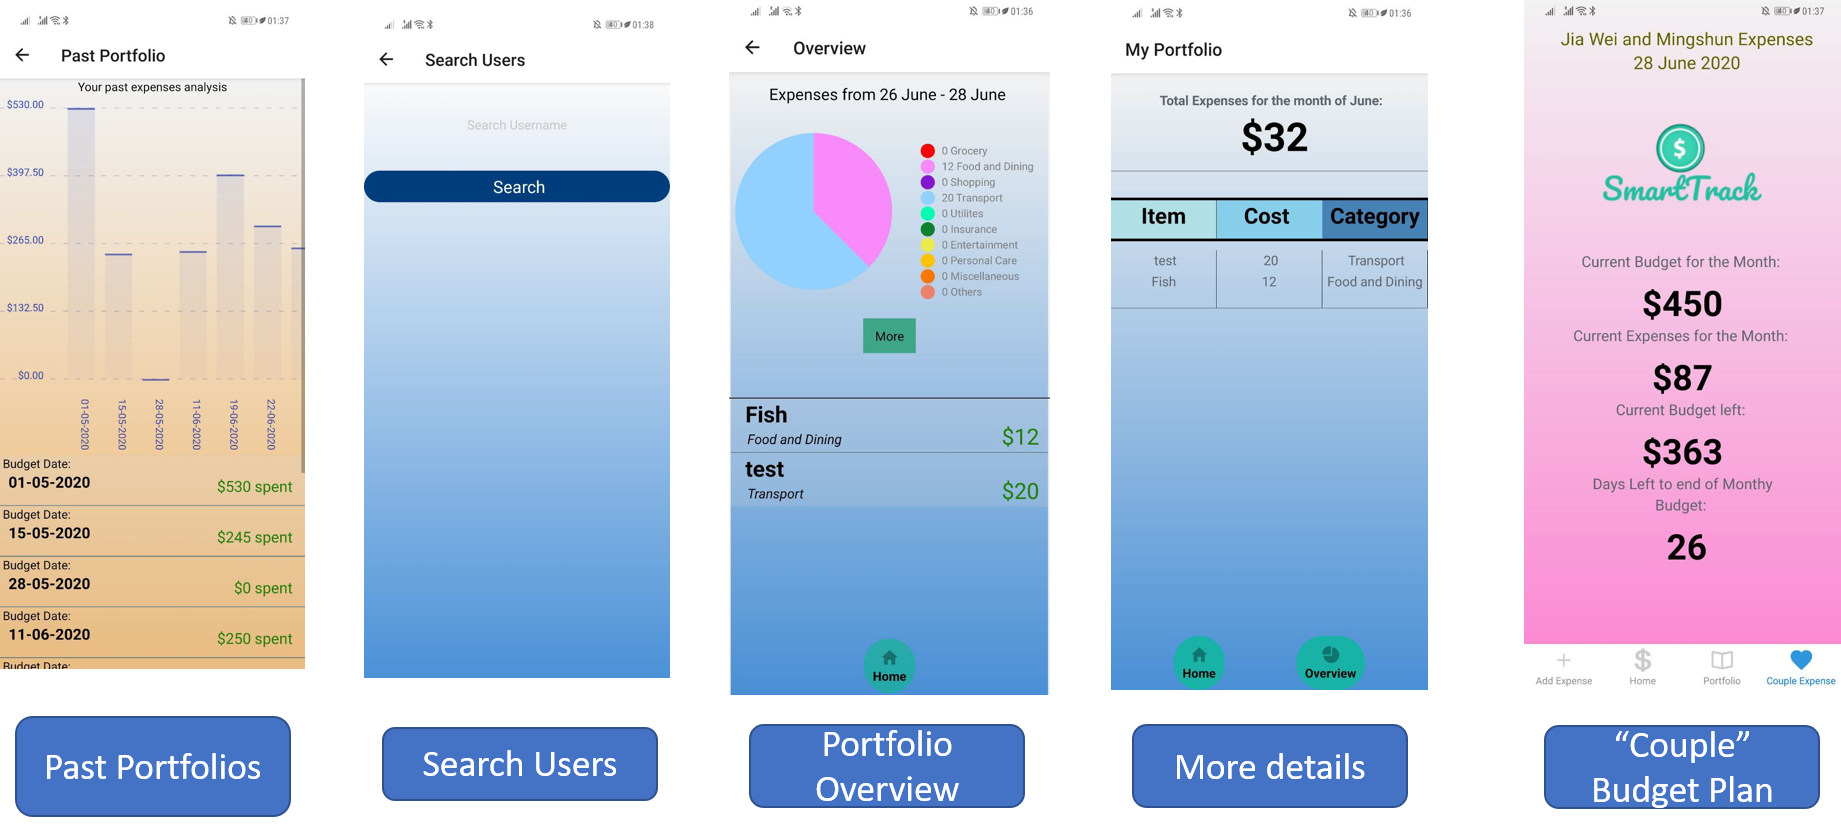 01:37
Past Portfolio
Your past expenses analysis
$530.00
$397.50
$265.00
$132.50
$0.00
01-05-2020
15-05-2020
28-05-2020
11-06-2020
19-06-2020
22-06-2020
Budget Date:
01-05-2020
$530 spent
Budget Date:
15-05-2020
$245 spent
Budget Date:
28-05-2020
$0 spent
Budget Date:
11-06-2020
$250 spent
Budget Date:
Past Portfolios
40
01:38
Search Users
Search Username
Search
Search Users
40
01:36
Overview
Expenses from 26 June - 28 June
0 Grocery
12 Food and Dining
0 Shopping
20 Transport
0 Utilites
0 Insurance
0 Entertainment
0 Personal Care
0 Miscellaneous
0 Others
More
Fish
Food and Dining
$12
test
Transport
$20
Home
Portfolio
Overview
40
01:36
My Portfolio
Total Expenses for the month of June:
$32
Item Cost Category
test 20 Transport
Fish 12 Food and Dining
Home
Overview
More details
40
01:37
Jia Wei and Mingshun Expenses
28 June 2020
$
SmartTrack
Current Budget for the Month:
$450
Current Expenses for the Month:
$87
Current Budget left:
$363
Days Left to end of Monthy
Budget:
26
Add Expense
Home
Portfolio
Couple Expense
“Couple”
Budget Plan